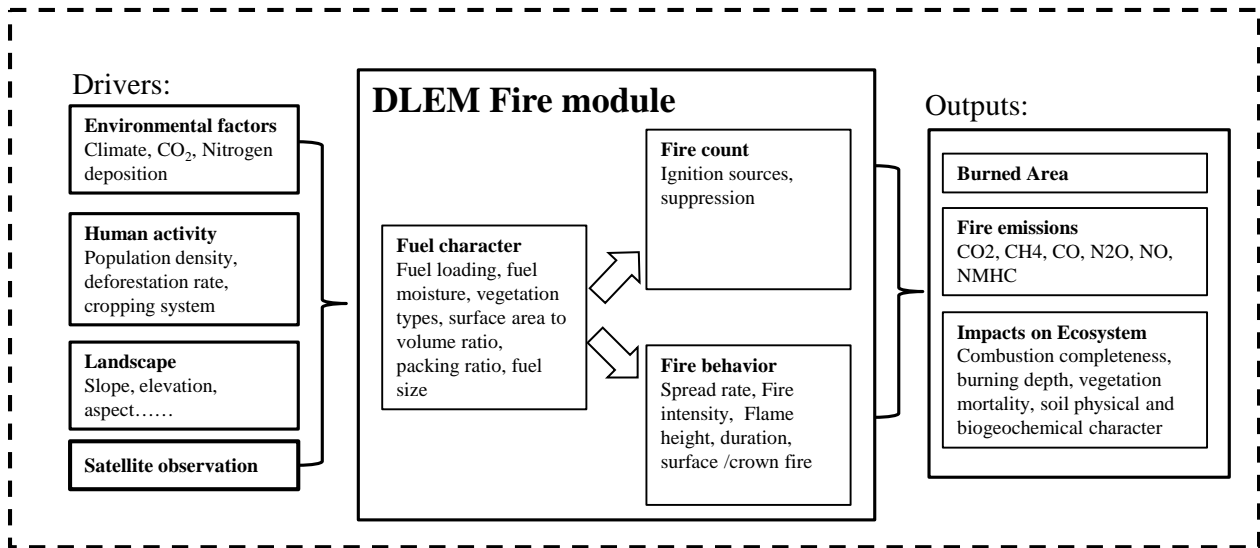 Drivers:
Environmental factors
Climate, CO₂, Nitrogen
deposition
Human activity
Population density,
deforestation rate,
cropping system
Landscape
Slope, elevation,
aspect……
Satellite observation
DLEM Fire module
Fuel character
Fuel loading, fuel
moisture, vegetation
types, surface area to
volume ratio,
packing ratio, fuel
size
Fire count
Ignition sources,
suppression
Fire behavior
Spread rate, Fire
intensity, Flame
height, duration,
surface /crown fire
Outputs:
Burned Area
Fire emissions
CO2, CH4, CO, N2O, NO,
NMHC
Impacts on Ecosystem
Combustion completeness,
burning depth, vegetation
mortality, soil physical and
biogeochemical character